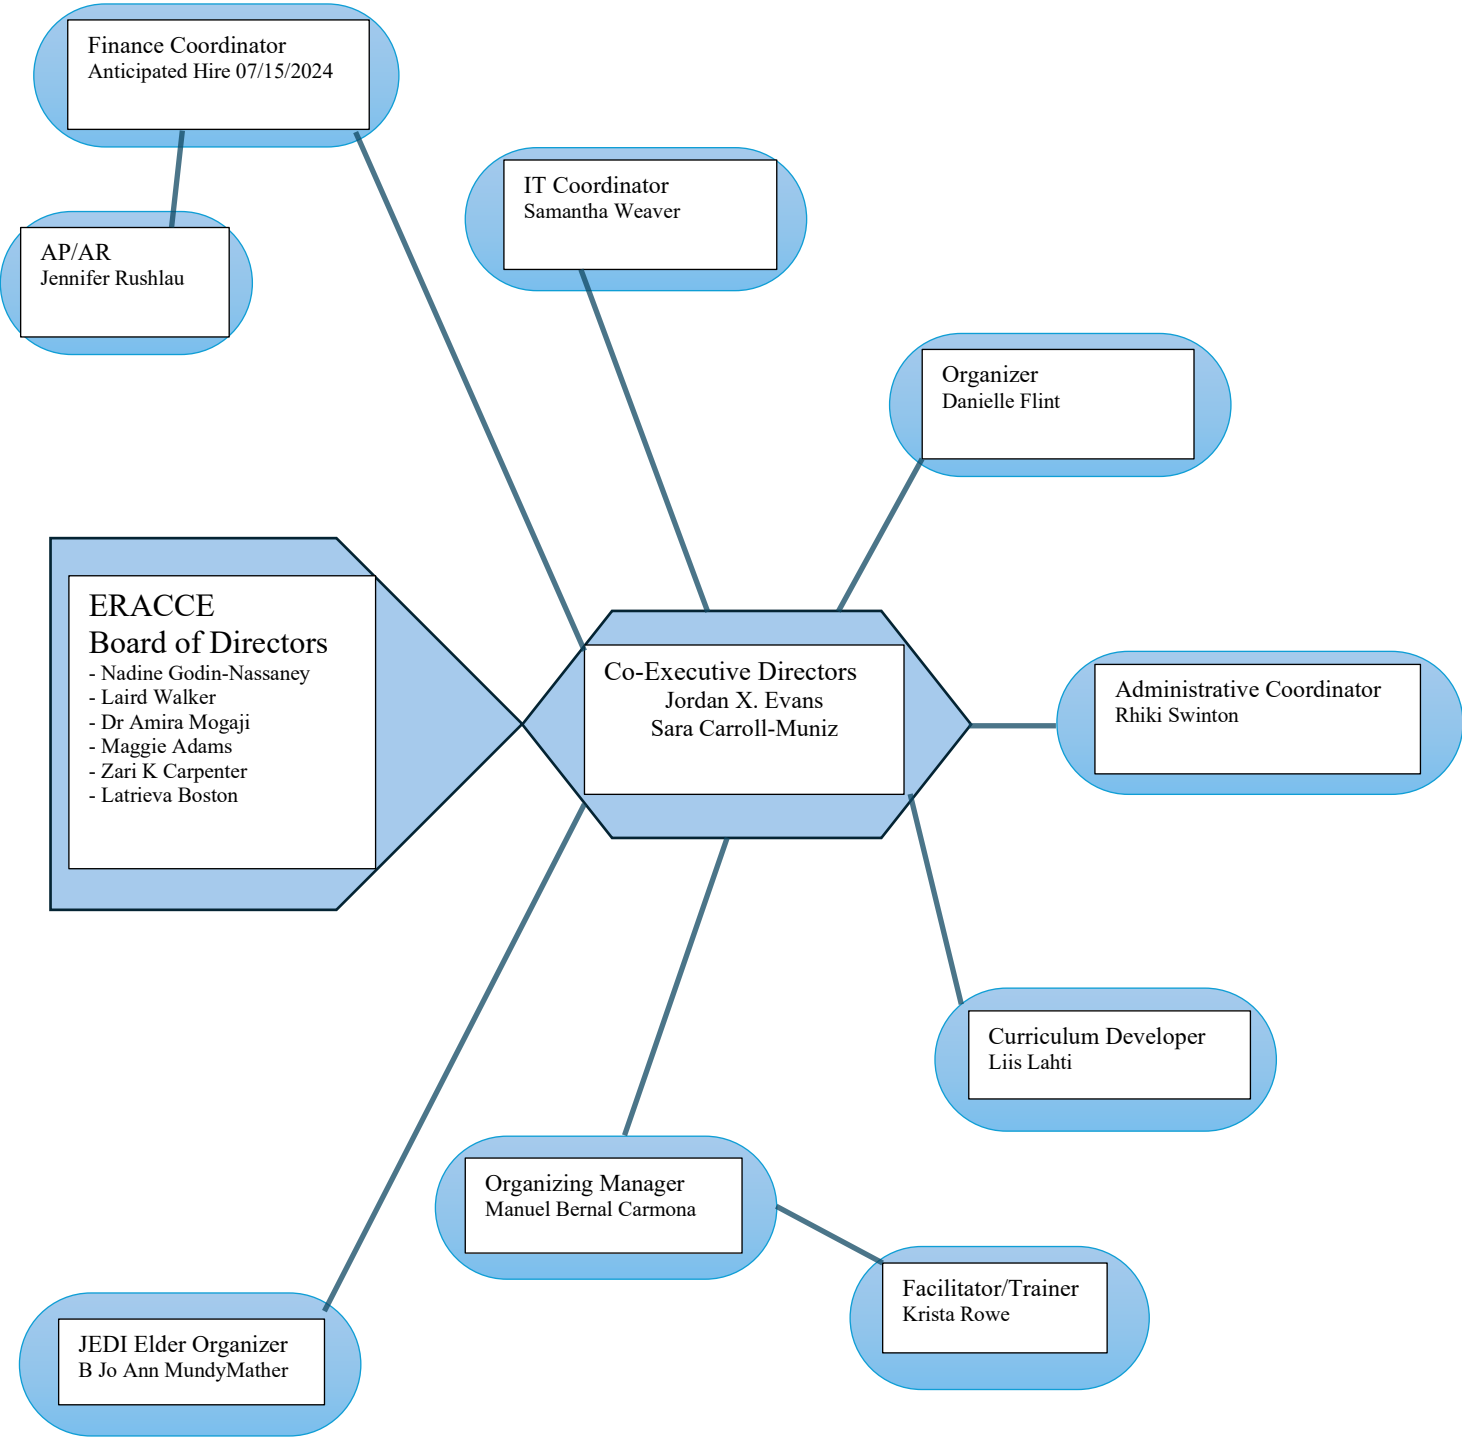 Finance Coordinator
Anticipated Hire 07/15/2024
IT Coordinator
Samantha Weaver
AP/AR
Jennifer Rushlau
Organizer
Danielle Flint
ERACCE
Board of Directors
- Nadine Godin-Nassaney
- Laird Walker
- Dr Amira Mogaji
- Maggie Adams
- Zari K Carpenter
- Latrieva Boston
Co-Executive Directors
Jordan X. Evans
Sara Carroll-Muniz
Administrative Coordinator
Rhiki Swinton
Curriculum Developer
Liis Lahti
Organizing Manager
Manuel Bernal Carmona
Facilitator/Trainer
Krista Rowe
JEDI Elder Organizer
B Jo Ann MundyMather